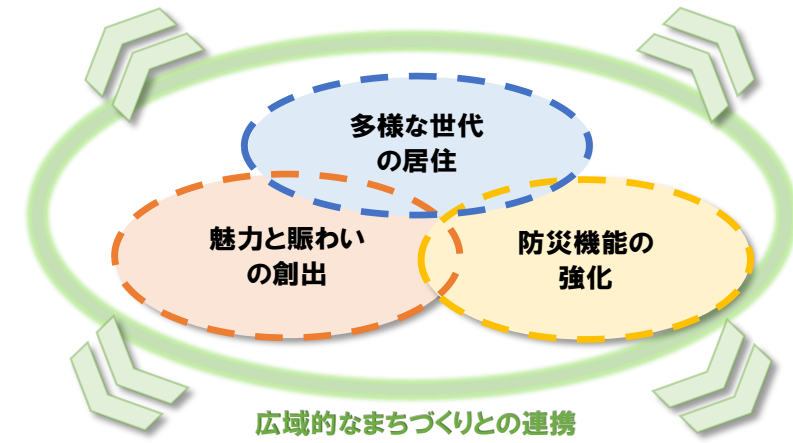 多様な世代
の居住
魅力と賑わい
の創出
防災機能の
強化
広域的なまちづくりとの連携